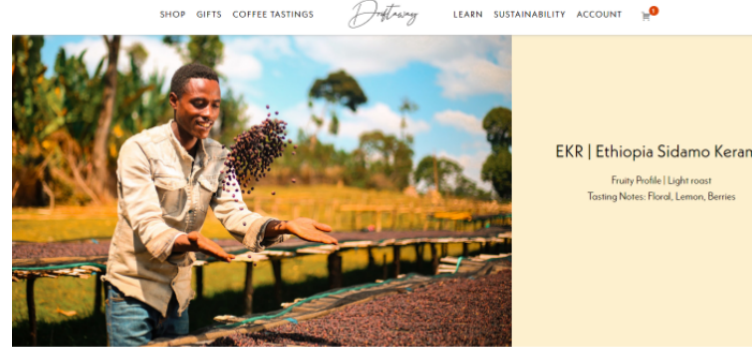 SHOP GIFTS COFFEE TASTINGS Driftaway LEARN SUSTAINABILITY ACCOUNT
EKR | Ethiopia Sidamo Keran
Fruity Profile | Light roast
Tasting Notes: Floral, Lemon, Berries